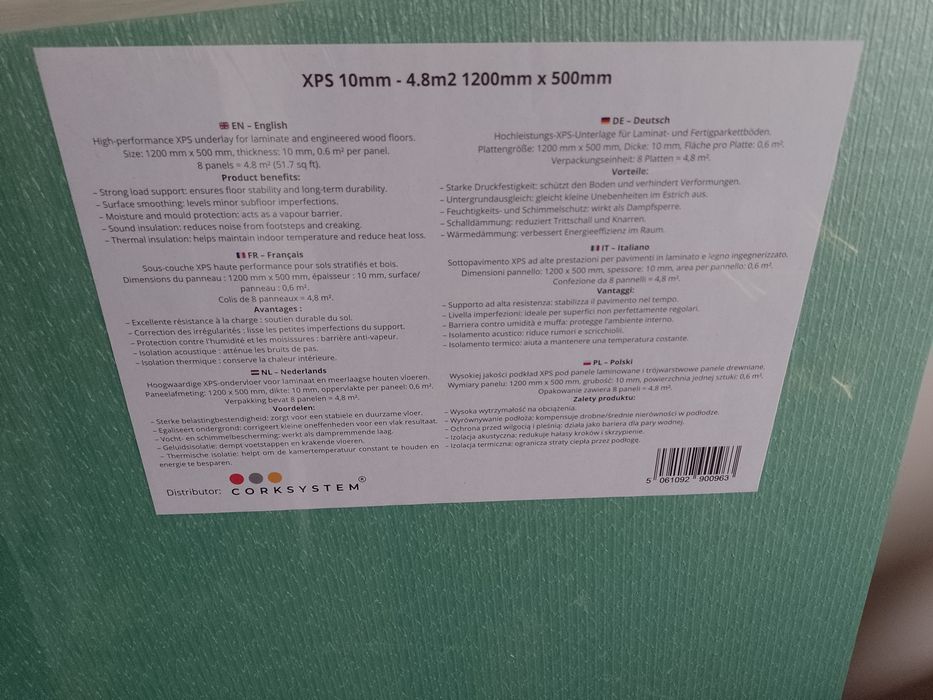 XPS 10mm - 4.8m2 1200mm x 500mm
EN – English
High-performance XPS underlay for laminate and engineered wood floors.
Size: 1200 mm x 500 mm, thickness: 10 mm, 0.6 m² per panel.
8 panels = 4.8 m² (51.7 sq ft).
Product benefits:
– Strong load support: ensures floor stability and long-term durability.
– Surface smoothing: levels minor subfloor imperfections.
– Moisture and mould protection: acts as a vapour barrier.
– Sound insulation: reduces noise from footsteps and creaking.
– Thermal insulation: helps maintain indoor temperature and reduce heat loss.
FR – Français
Sous-couche XPS haute performance pour sols stratifiés et bois.
Dimensions du panneau : 1200 mm x 500 mm, épaisseur : 10 mm, surface/
panneau : 0,6 m².
Colis de 8 panneaux = 4,8 m².
Avantages :
– Excellente résistance à la charge : soutien durable du sol.
– Correction des irrégularités : lisse les petites imperfections du support.
– Protection contre l'humidité et les moisissures : barrière anti-vapeur.
– Isolation acoustique : atténue les bruits de pas.
– Isolation thermique : conserve la chaleur intérieure.
NL – Nederlands
Hoogwaardige XPS-ondervloer voor laminaat en meerlaagse houten vloeren.
Paneelafmeting: 1200 x 500 mm, dikte: 10 mm, oppervlakte per paneel: 0,6 m².
Verpakking bevat 8 panelen = 4,8 m².
Voordelen:
– Sterke belastingbestendigheid: zorgt voor een stabiele en duurzame vloer.
– Egaliseert ondergrond: corrigeert kleine oneffenheden voor een vlak resultaat.
– Vocht- en schimmelbescherming: werkt als dampremmende laag.
– Geluidsisolatie: dempt voetstappen en krakende vloeren.
– Thermische isolatie: helpt om de kamertemperatuur constant te houden en
energie te besparen.
Distributor: CORKSYSTEM®
DE – Deutsch
Hochleistungs-XPS-Unterlage für Laminat- und Fertigparkettböden.
Plattengröße: 1200 mm x 500 mm, Dicke: 10 mm, Fläche pro Platte: 0,6 m².
Verpackungseinheit: 8 Platten = 4,8 m².
Vorteile:
– Starke Druckfestigkeit: schützt den Boden und verhindert Verformungen.
– Untergrundausgleich: gleicht kleine Unebenheiten im Estrich aus.
– Feuchtigkeits- und Schimmelschutz: wirkt als Dampfsperre.
– Schalldämmung: reduziert Trittschall und Knarren.
– Wärmedämmung: verbessert Energieeffizienz im Raum.
IT – Italiano
Sottopavimento XPS ad alte prestazioni per pavimenti in laminato e legno ingegnerizzato.
Dimensioni pannello: 1200 x 500 mm, spessore: 10 mm, area per pannello: 0,6 m².
Confezione da 8 pannelli = 4,8 m².
Vantaggi:
– Supporto ad alta resistenza: stabilizza il pavimento nel tempo.
– Livella imperfezioni: ideale per superfici non perfettamente regolari.
– Barriera contro umidità e muffa: protegge l'ambiente interno.
– Isolamento acustico: riduce rumori e scricchiolii.
– Isolamento termico: aiuta a mantenere una temperatura costante.
PL – Polski
Wysokiej jakości podkład XPS pod panele laminowane i trójwarstwowe panele drewniane.
Wymiary panelu: 1200 mm x 500 mm, grubość: 10 mm, powierzchnia jednej sztuki: 0,6 m².
Opakowanie zawiera 8 paneli = 4,8 m².
Zalety produktu:
– Wysoka wytrzymałość na obciążenia.
– Wyrównywanie podłoża: kompensuje drobne/średnie nierówności w podłodze.
– Ochrona przed wilgocią i pleśnią: działa jako bariera dla pary wodnej.
– Izolacja akustyczna: redukuje hałasy kroków i skrzypienie.
– Izolacja termiczna: ogranicza straty ciepła przez podłogę.
5 061092 900963